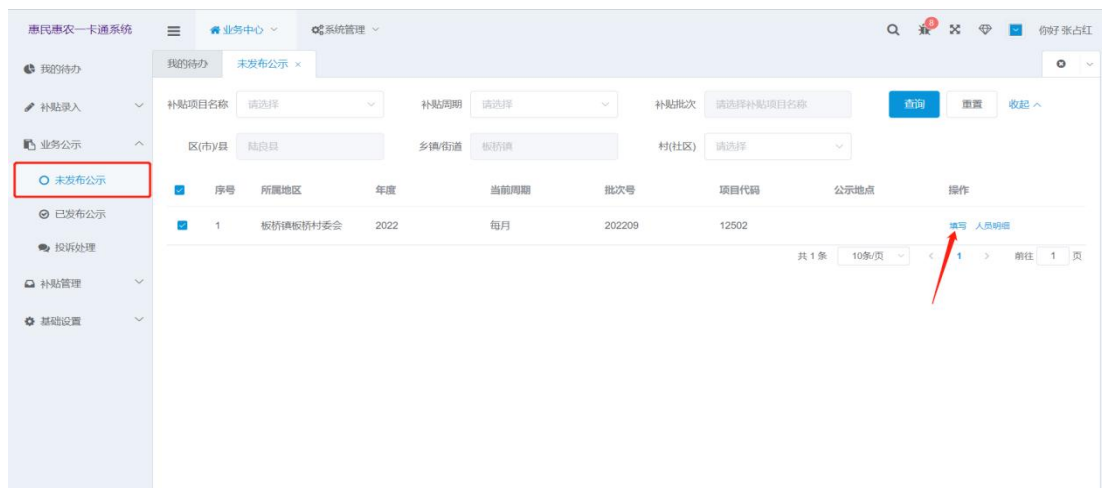 惠民惠农一卡通系统 业务中心 系统管理 8 你好 张占红
我的待办 我的待办 未发布公示 ×
补贴录入 补贴项目名称 请选择 补贴周期 请选择 补贴批次 请选择补贴项目名称 查询 重置 收起
业务公示 区(市)/县 陆良县 乡镇/街道 板桥镇 村(社区) 请选择
未发布公示 序号 所属地区 年度 当前周期 批次号 项目代码 公示地点 操作
已发布公示 1 板桥镇板桥村委会 2022 每月 202209 12502 填写 人员明细
投诉处理 共 1 条 10条/页 < 1 > 前往 1 页
补贴管理
基础设置